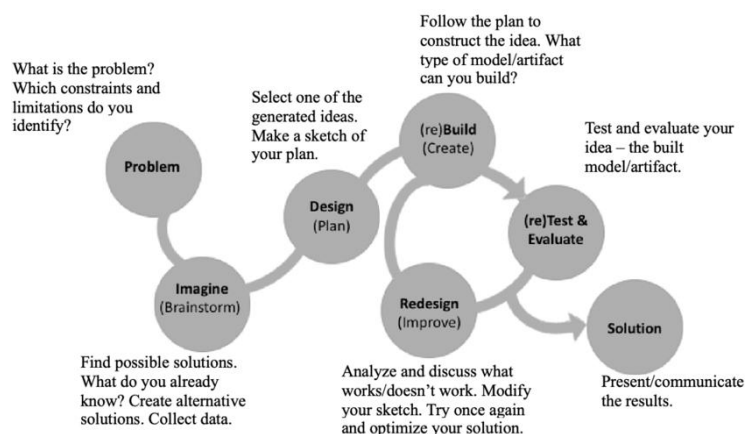 What is the problem?
Which constraints and
limitations do you
identify?
Problem
Imagine
(Brainstorm)
Find possible solutions.
What do you already
know? Create alternative
solutions. Collect data.
Select one of the
generated ideas.
Make a sketch of
your plan.
Design
(Plan)
Follow the plan to
construct the idea. What
type of model/artifact
can you build?
(re)Build
(Create)
Test and evaluate your
idea – the built
model/artifact.
(re)Test &
Evaluate
Redesign
(Improve)
Analyze and discuss what
works/doesn’t work. Modify
your sketch. Try once again
and optimize your solution.
Solution
Present/communicate
the results.